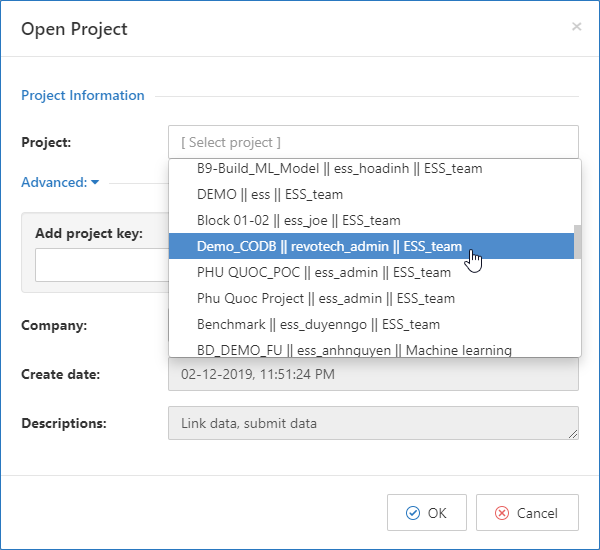 Open Project
×
Project Information
Project:
[ Select project ]
B9-Build_ML_Model || ess_hoadinh || ESS_team
DEMO || ess || ESS_team
Block 01-02 || ess_joe || ESS_team
Demo_CODB || revotech_admin || ESS_team
PHU QUOC_POC || ess_admin || ESS_team
Phu Quoc Project || ess_admin || ESS_team
Benchmark || ess_duyenngo || ESS_team
BD_DEMO_FU || ess_anhnguyen || Machine learning
Advanced:
Add project key:
Company:
Create date:
02-12-2019, 11:51:24 PM
Descriptions:
Link data, submit data
OK
Cancel